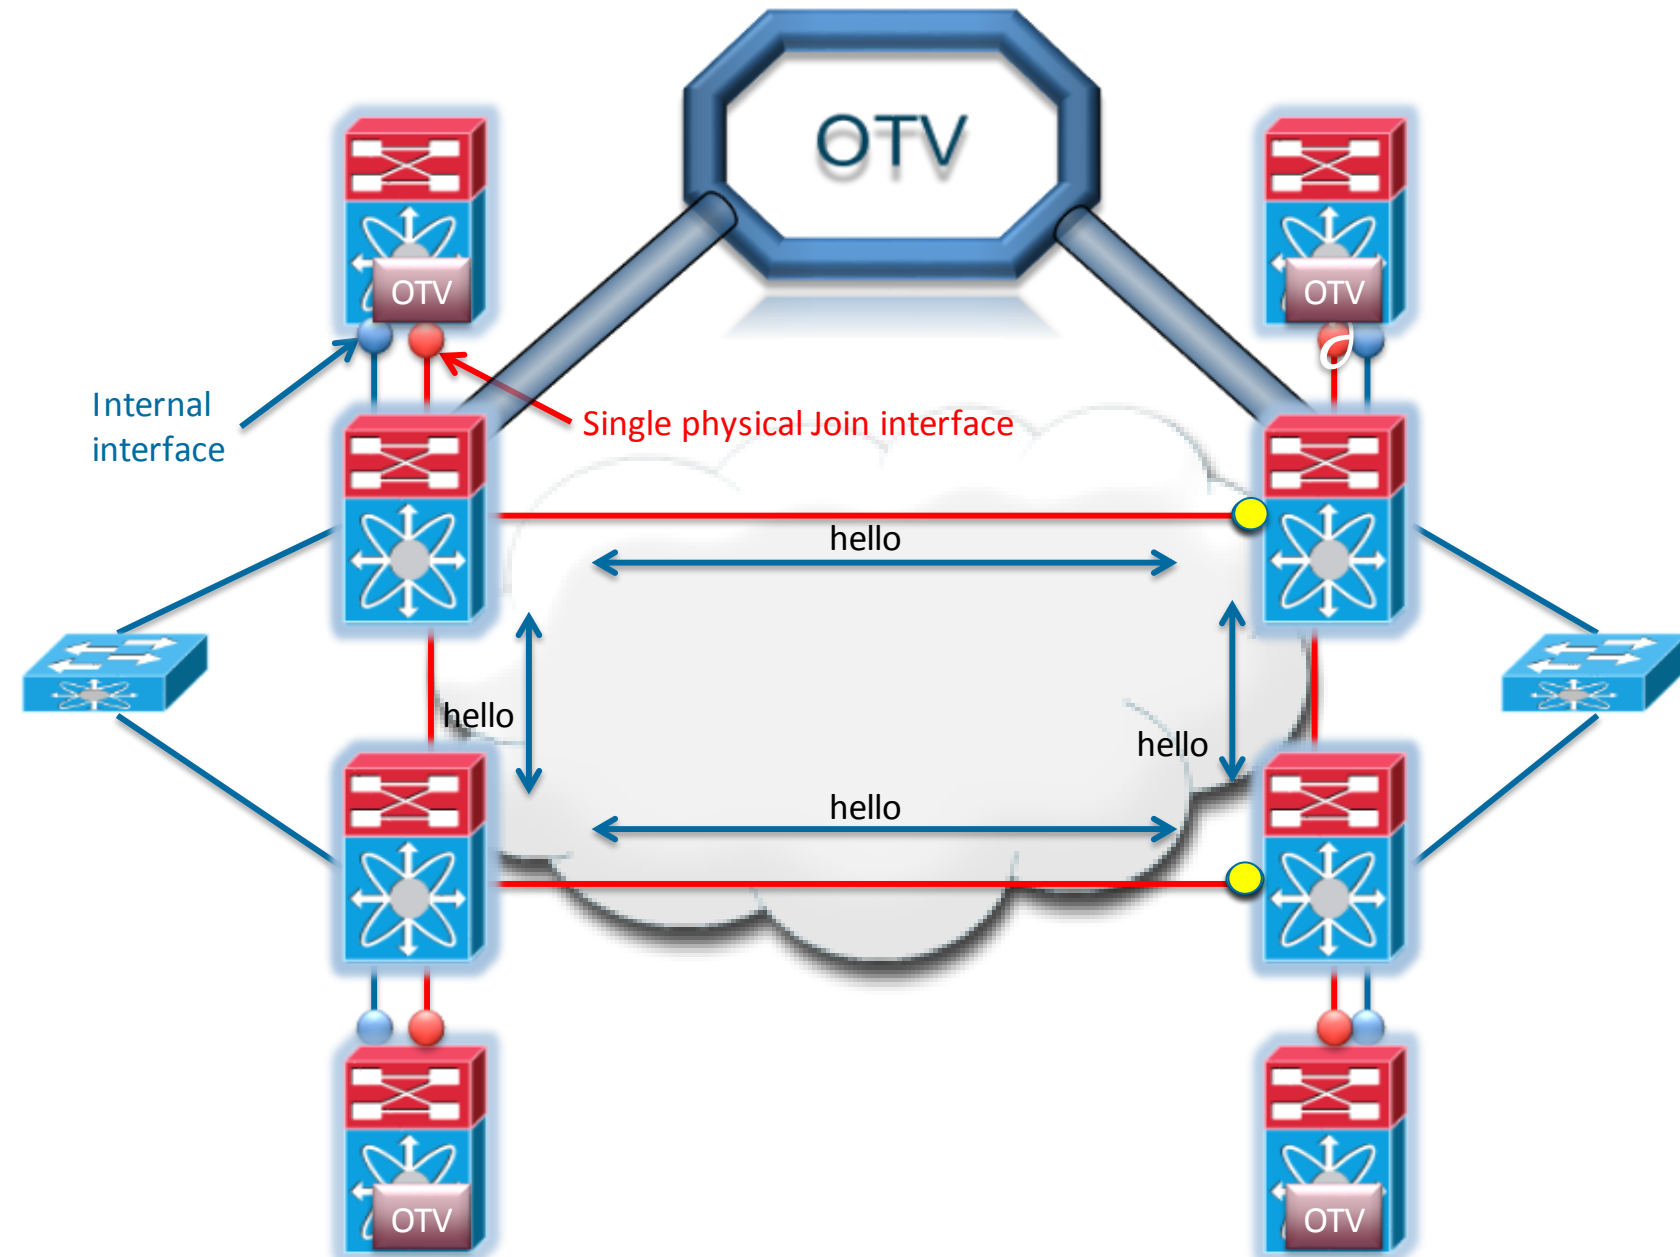 OTV
OTV
OTV
Internal
interface
Single physical Join interface
hello
hello
hello
hello
OTV
OTV